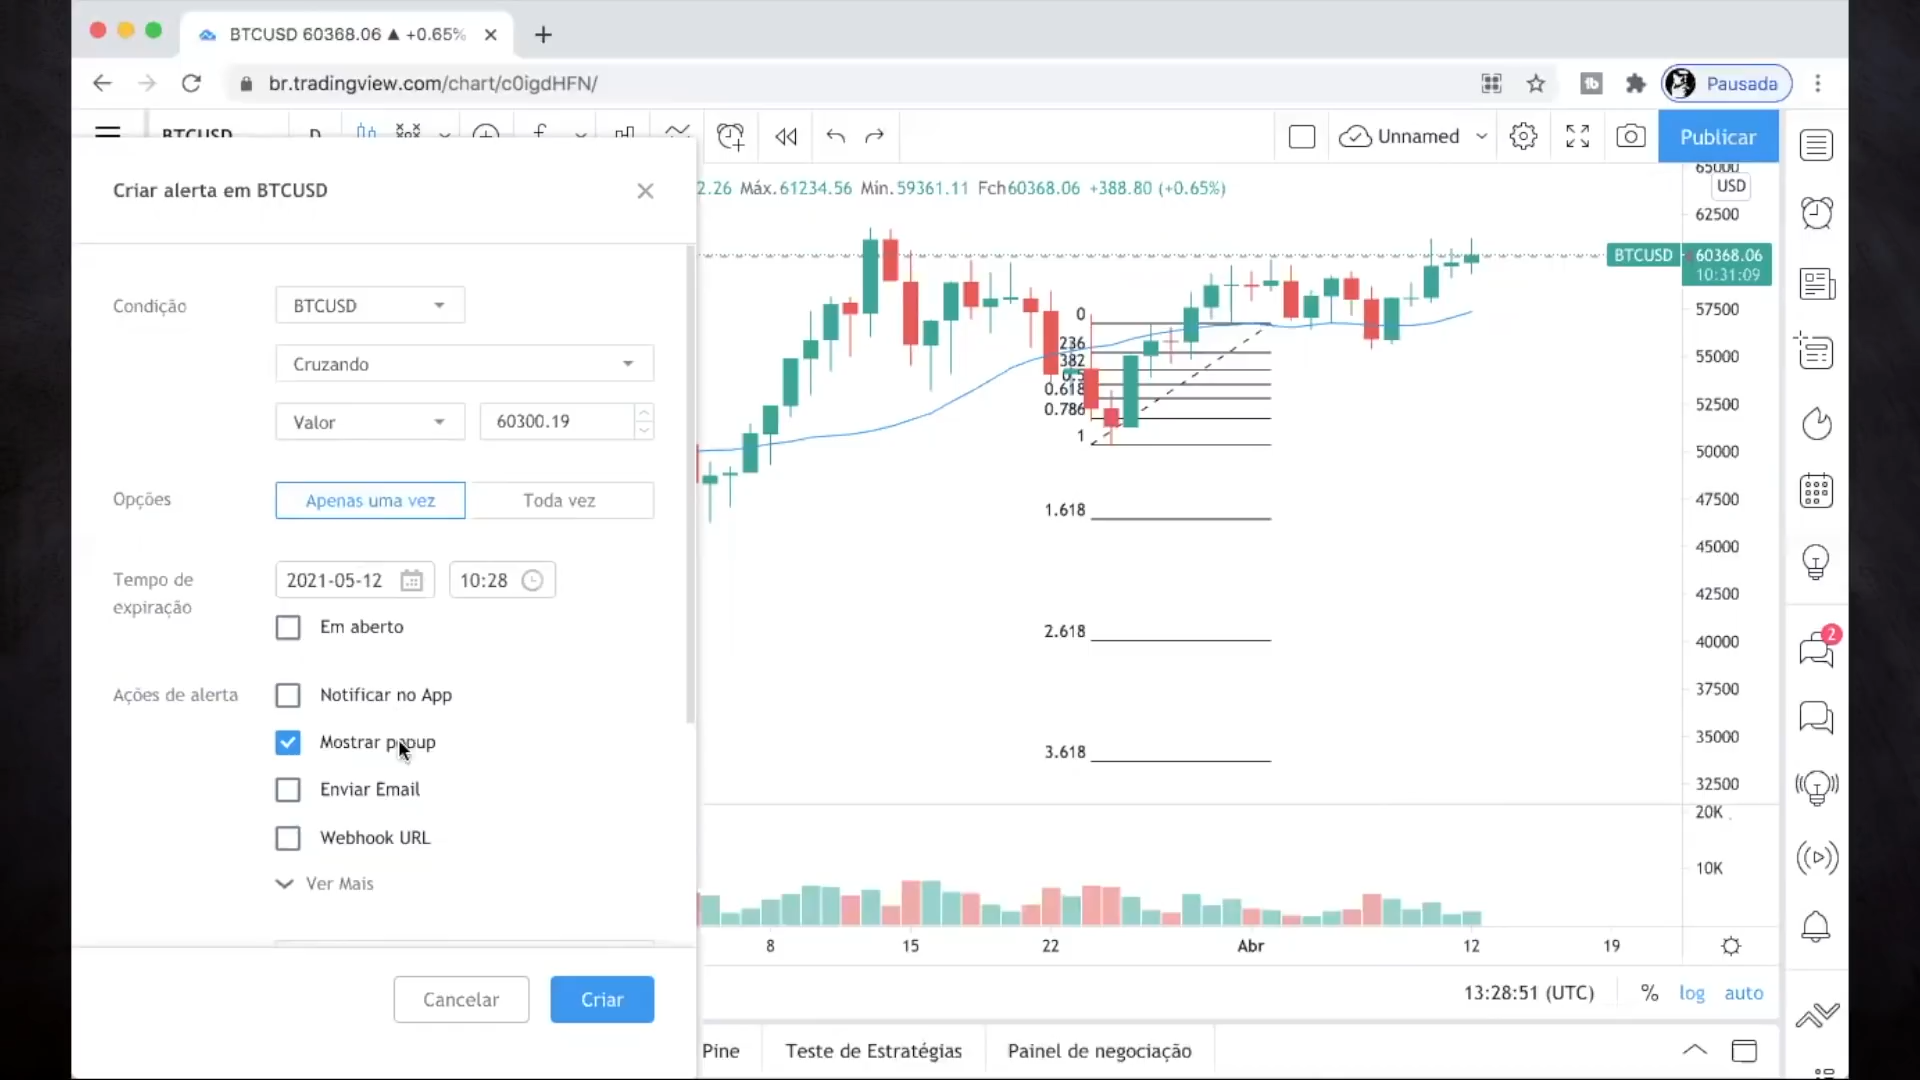 BTCUSD 60368.06 ▲ +0.65%
br.tradingview.com/chart/c0igdHFN/
Pausada
BTCUSD
D
Unnamed
Publicar
Criar alerta em BTCUSD
2.26 Máx.61234.56 Mín.59361.11 Fch60368.06 +388.80 (+0.65%)
Condição
BTCUSD
Cruzando
Valor
60300.19
Opções
Apenas uma vez
Toda vez
Tempo de expiração
2021-05-12
10:28
Em aberto
Ações de alerta
Notificar no App
Mostrar popup
Enviar Email
Webhook URL
Ver Mais
Cancelar
Criar
0
236
382
0.5
0.618
0.786
1
1.618
2.618
3.618
65000
USD
62500
BTCUSD
60368.06
10:31:09
57500
55000
52500
50000
47500
45000
42500
40000
37500
35000
32500
20K
10K
8
15
22
Abr
12
19
13:28:51 (UTC)
%
log
auto
Pine
Teste de Estratégias
Painel de negociação
2